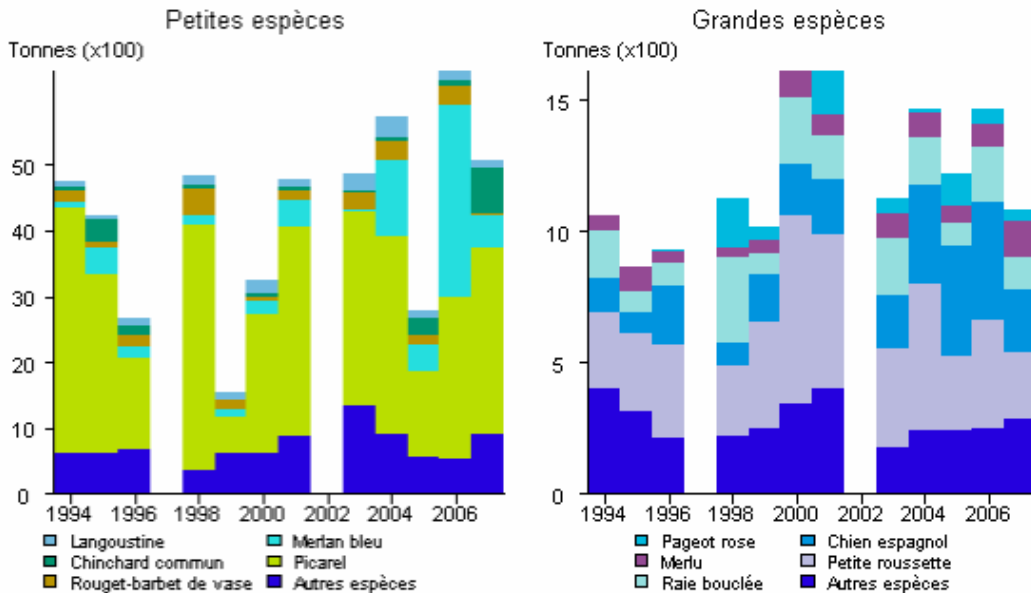 Petites espèces
Tonnes (x100)
50
40
30
20
10
0
1994 1996 1998 2000 2002 2004 2006
Langoustine Merlan bleu
Chinchard commun Picarel
Rouget-barbet de vase Autres espèces
Grandes espèces
Tonnes (x100)
15
10
5
0
1994 1996 1998 2000 2002 2004 2006
Pageot rose Chien espagnol
Merlu Petite roussette
Raie bouclée Autres espèces